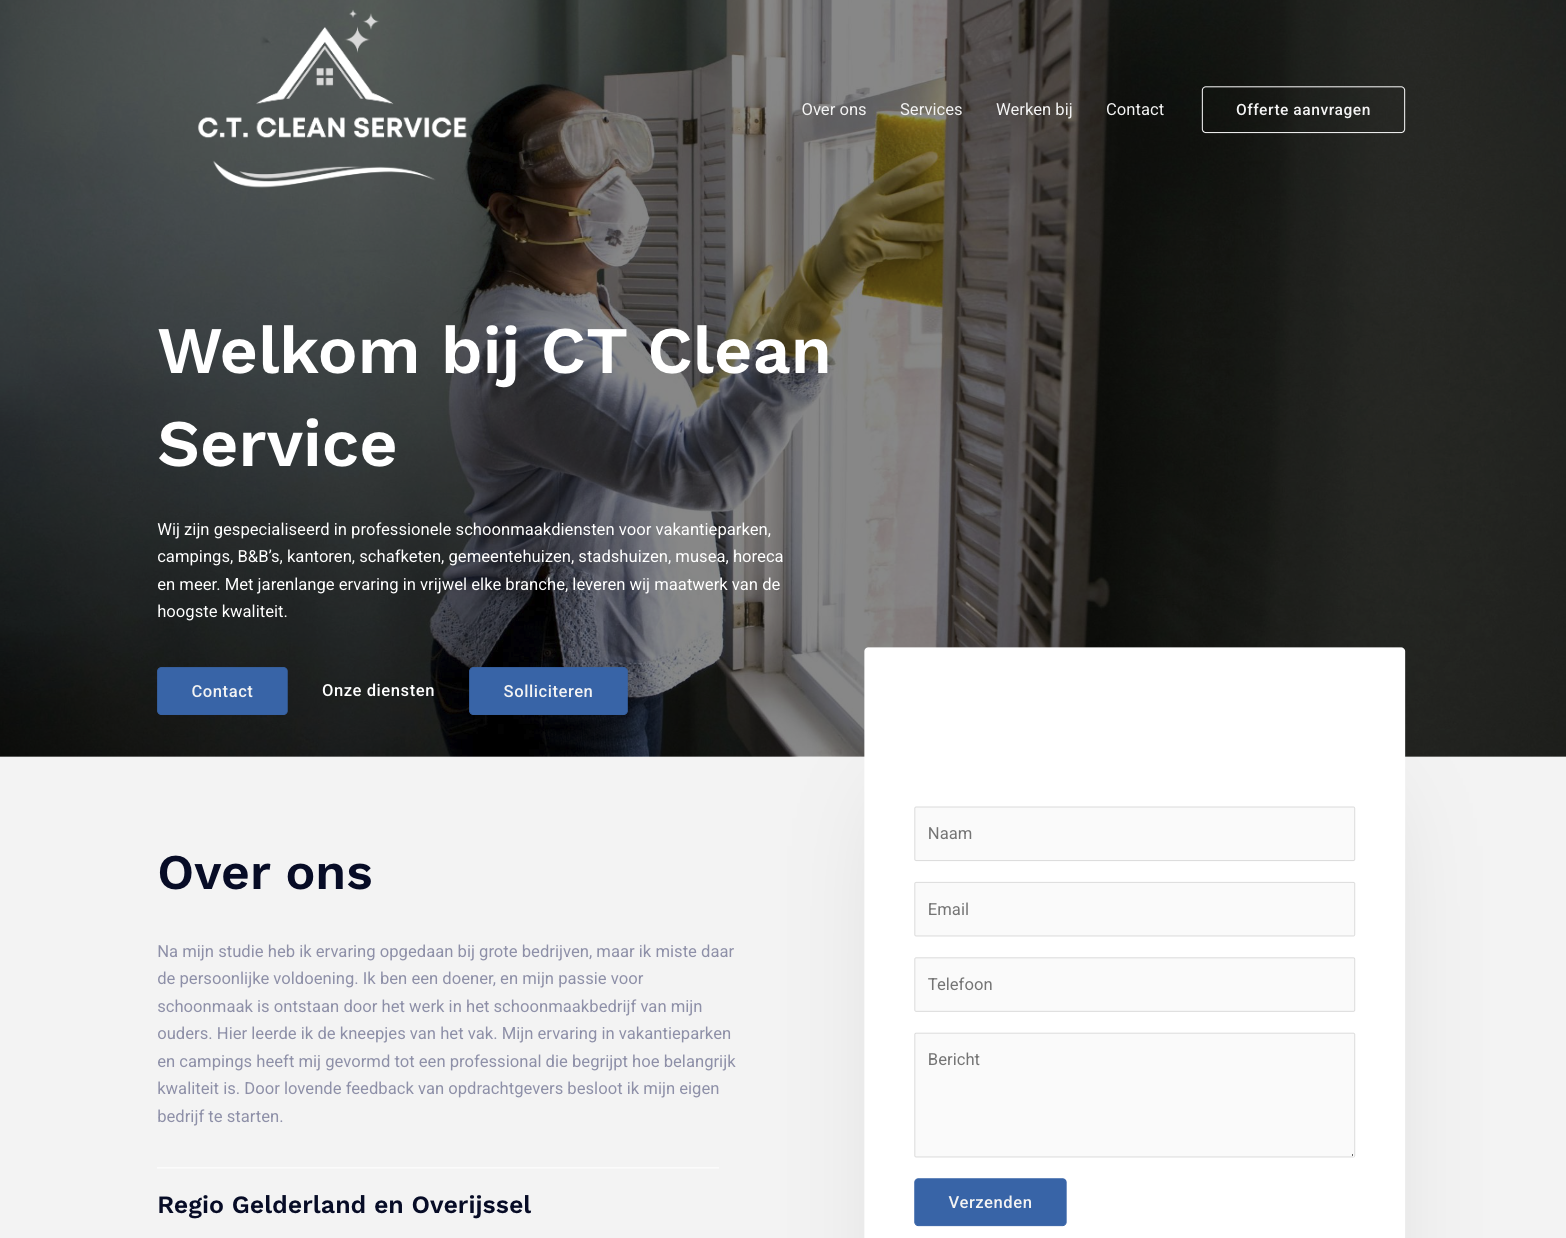 C.T. CLEAN SERVICE
Over ons
Services
Werken bij
Contact
Offerte aanvragen
Welkom bij CT Clean
Service
Wij zijn gespecialiseerd in professionele schoonmaakdiensten voor vakantieparken,
campings, B&B’s, kantoren, schafketen, gemeentehuizen, stadshuizen, musea, horeca
en meer. Met jarenlange ervaring in vrijwel elke branche, leveren wij maatwerk van de
hoogste kwaliteit.
Contact
Onze diensten
Solliciteren
Over ons
Na mijn studie heb ik ervaring opgedaan bij grote bedrijven, maar ik miste daar
de persoonlijke voldoening. Ik ben een doener, en mijn passie voor
schoonmaak is ontstaan door het werk in het schoonmaakbedrijf van mijn
ouders. Hier leerde ik de kneepjes van het vak. Mijn ervaring in vakantieparken
en campings heeft mij gevormd tot een professional die begrijpt hoe belangrijk
kwaliteit is. Door lovende feedback van opdrachtgevers besloot ik mijn eigen
bedrijf te starten.
Regio Gelderland en Overijssel
Naam
Email
Telefoon
Bericht
Verzenden